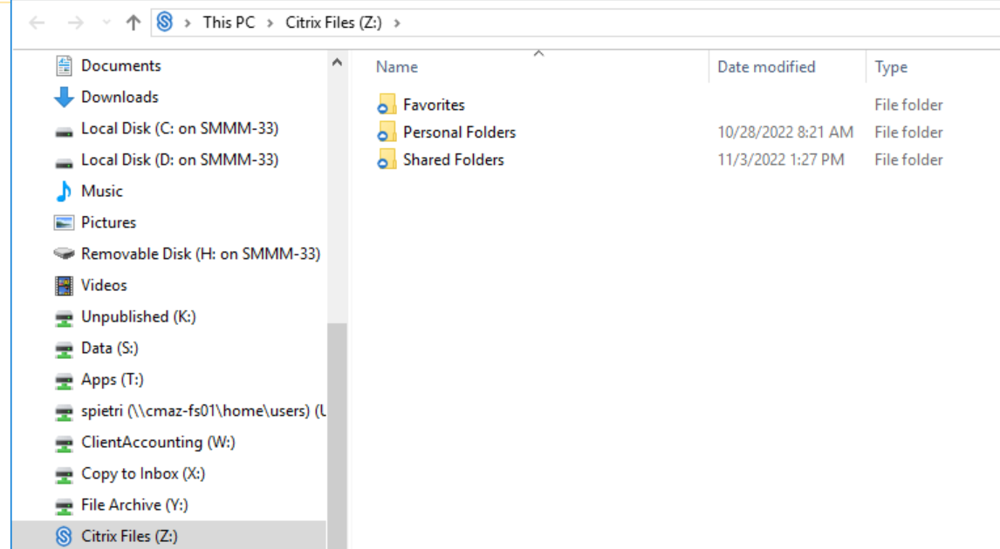 This PC > Citrix Files (Z:) >
Name Date modified Type
Documents
Downloads
Local Disk (C: on SMMM-33)
Local Disk (D: on SMMM-33)
Music
Pictures
Removable Disk (H: on SMMM-33)
Videos
Unpublished (K:)
Data (S:)
Apps (T:)
spietri (\\cmaz-fs01\home\users) (U
ClientAccounting (W:)
Copy to Inbox (X:)
File Archive (Y:)
Citrix Files (Z:)
Favorites File folder
Personal Folders 10/28/2022 8:21 AM File folder
Shared Folders 11/3/2022 1:27 PM File folder